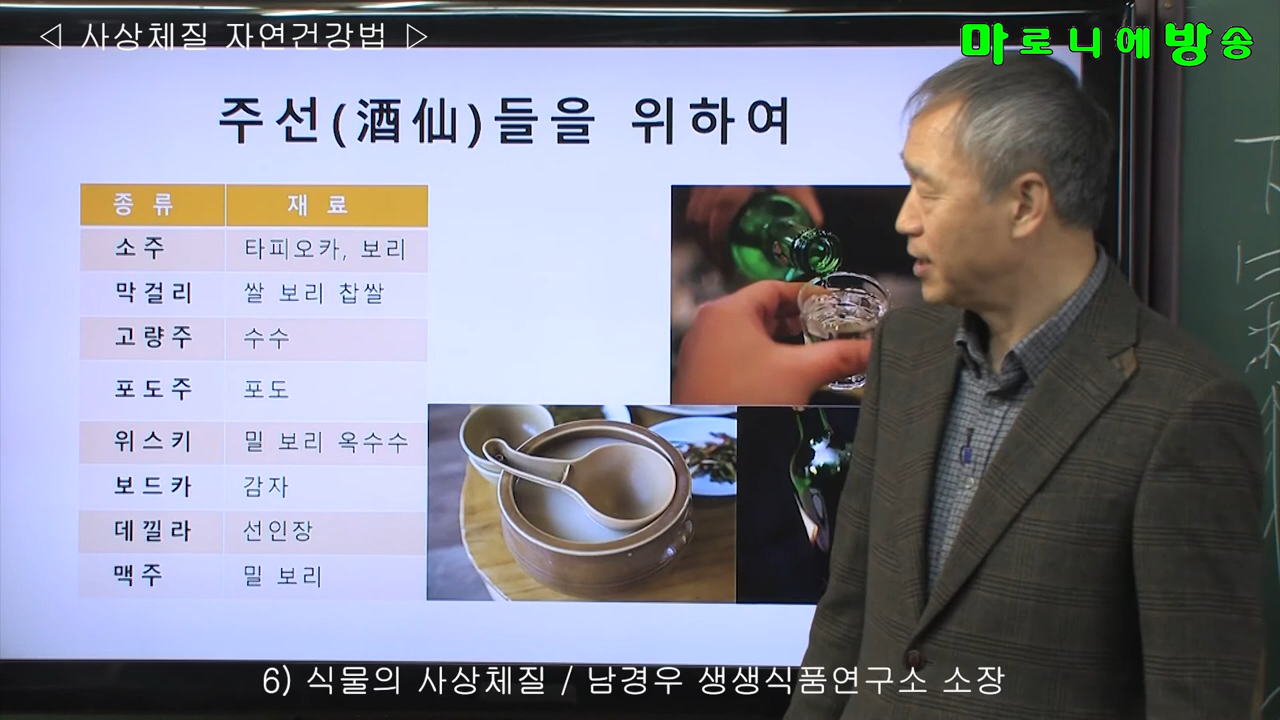 ◁ 사상체질 자연건강법 ▷
마로니에방송
주선(酒仙)들을 위하여
종 류 재 료
소주 타피오카, 보리
막걸리 쌀 보리 찹쌀
고량주 수수
포도주 포도
위스키 밀 보리 옥수수
보드카 감자
데낄라 선인장
맥주 밀 보리
6) 식물의 사상체질 / 남경우 생생식품연구소 소장